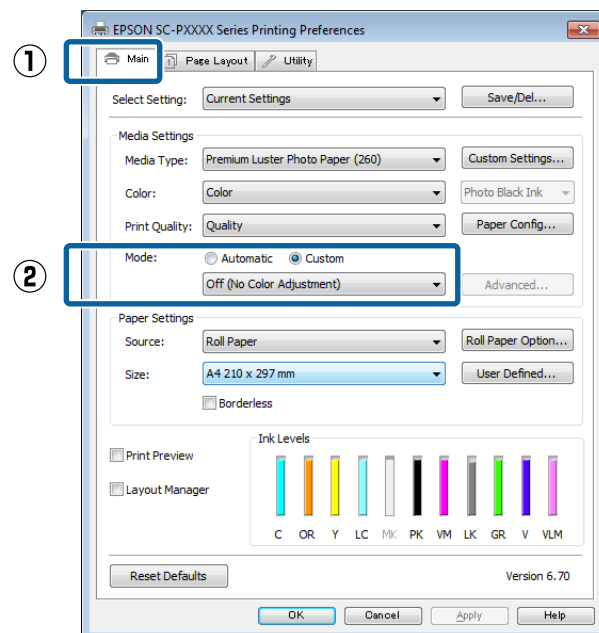 EPSON SC-PXXXX Series Printing Preferences
① Main Page Layout Utility
Select Setting: Current Settings Save/Del...
Media Settings
Media Type: Premium Luster Photo Paper (260) Custom Settings...
Color: Color Photo Black Ink
Print Quality: Quality Paper Config...
② Mode: Automatic Custom
Off (No Color Adjustment) Advanced...
Paper Settings
Source: Roll Paper Roll Paper Option...
Size: A4 210 x 297 mm User Defined...
Borderless
Ink Levels
Print Preview
Layout Manager
C OR Y LC MK PK VM LK GR V VLM
Reset Defaults Version 6.70
OK Cancel Apply Help